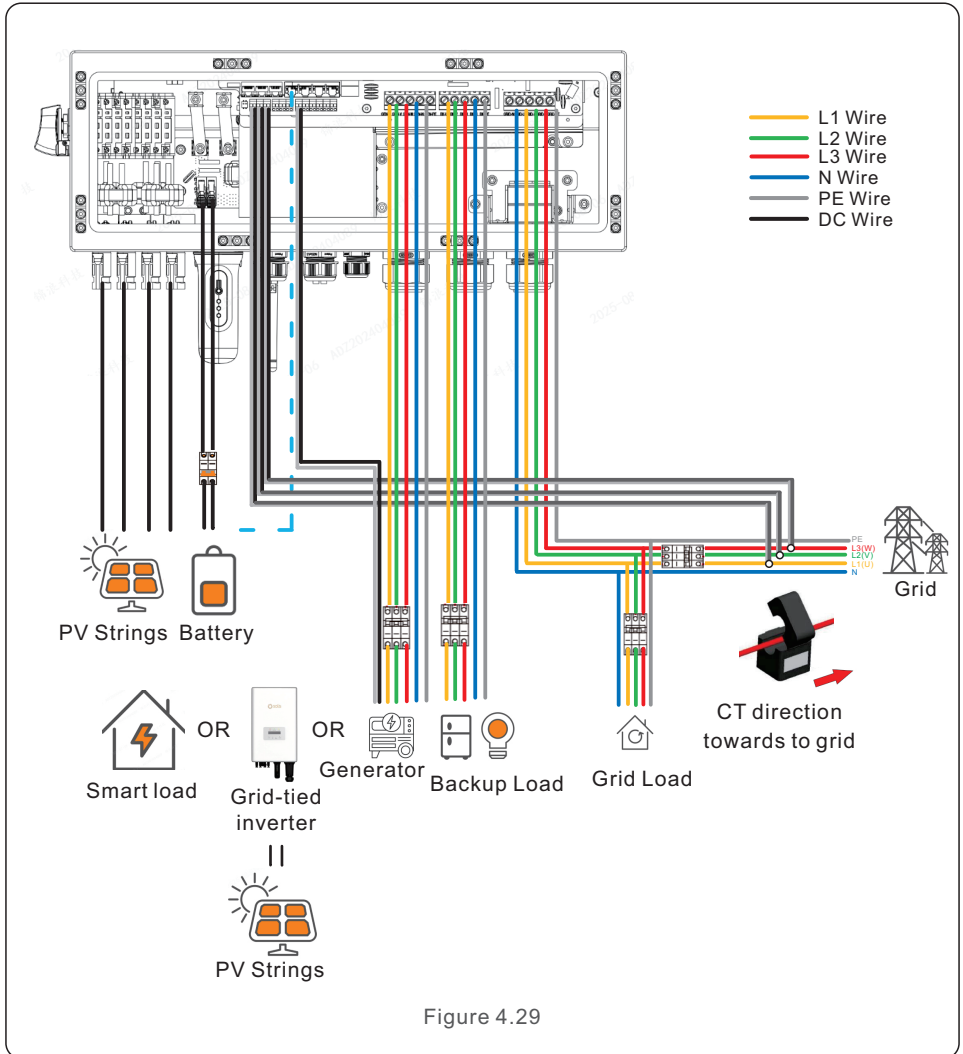 L1 Wire
L2 Wire
L3 Wire
N Wire
PE Wire
DC Wire
PE
L3(W)
L2(V)
L1(U)
N
Grid
PV Strings
Battery
CT direction
towards to grid
Smart load
OR
Grid-tied
inverter
OR
Generator
Backup Load
Grid Load
PV Strings
Figure 4.29